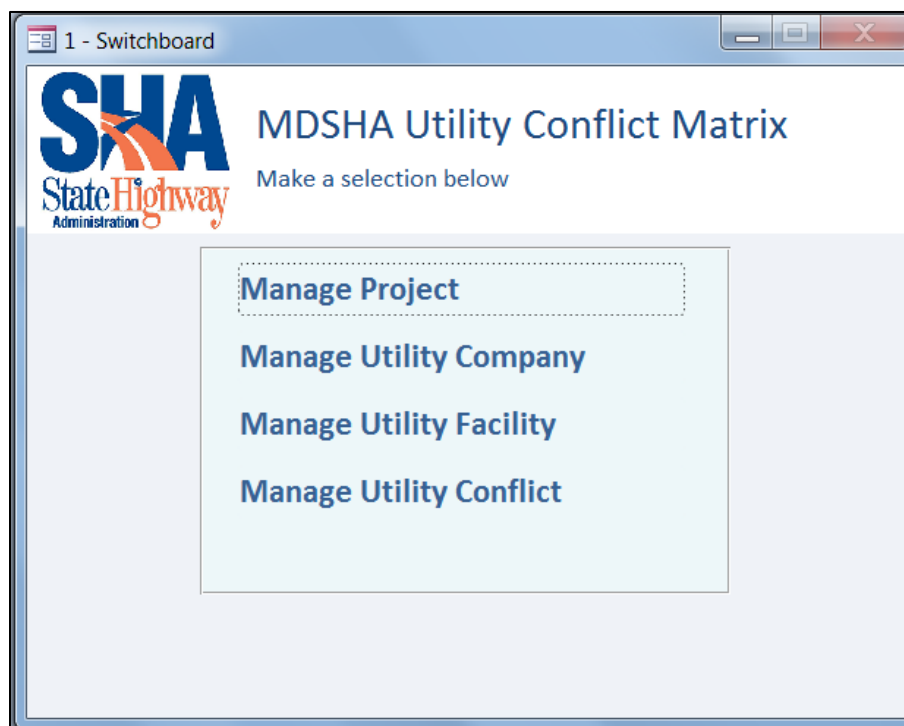 1 - Switchboard
SHA
State Highway
Administration
MDSHA Utility Conflict Matrix
Make a selection below
Manage Project
Manage Utility Company
Manage Utility Facility
Manage Utility Conflict